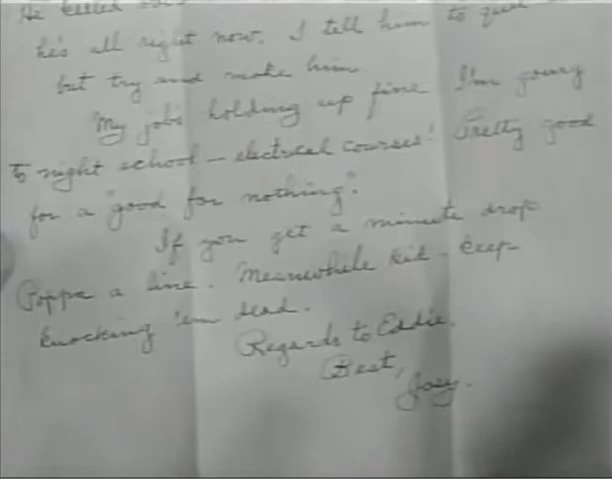 He
he's all right now. I tell him to quit
but try and make him
My job's holding up fine I'm going
to night school - electrical courses! Pretty good
for a "good for nothing".
If you get a minute drop
Poppa a line. Meanwhile kid - keep
knocking 'em dead.
Regards to Eddie.
Best,
Joey.